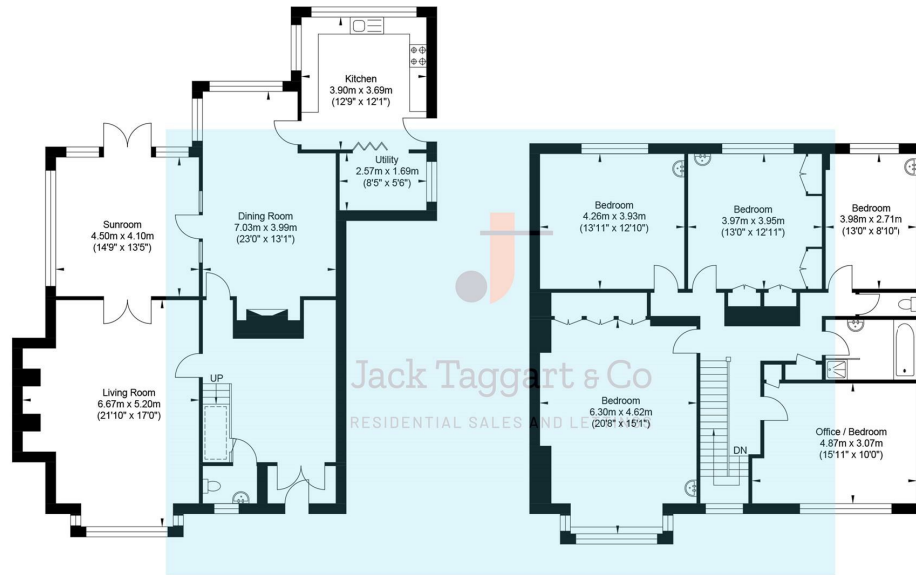 Kitchen
3.90m x 3.69m
(12'9" x 12'1")
Utility
2.57m x 1.69m
(8'5" x 5'6")
Sunroom
4.50m x 4.10m
(14'9" x 13'5")
Dining Room
7.03m x 3.99m
(23'0" x 13'1")
Living Room
6.67m x 5.20m
(21'10" x 17'0")
UP
Bedroom
4.26m x 3.93m
(13'11" x 12'10")
Bedroom
3.97m x 3.95m
(13'0" x 12'11")
Bedroom
3.98m x 2.71m
(13'0" x 8'10")
Bedroom
6.30m x 4.62m
(20'8" x 15'1")
DN
Office / Bedroom
4.87m x 3.07m
(15'11" x 10'0")
Jack Taggart & Co
RESIDENTIAL SALES AND